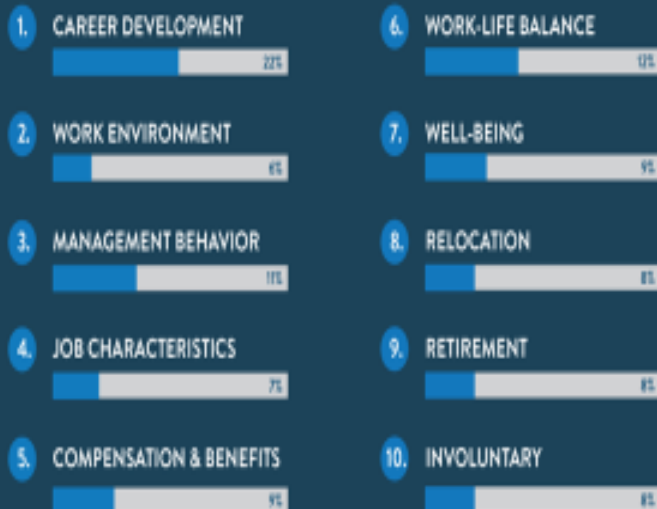 1. CAREER DEVELOPMENT
22%
2. WORK ENVIRONMENT
6%
3. MANAGEMENT BEHAVIOR
11%
4. JOB CHARACTERISTICS
7%
5. COMPENSATION & BENEFITS
9%
6. WORK-LIFE BALANCE
12%
7. WELL-BEING
9%
8. RELOCATION
8%
9. RETIREMENT
8%
10. INVOLUNTARY
8%